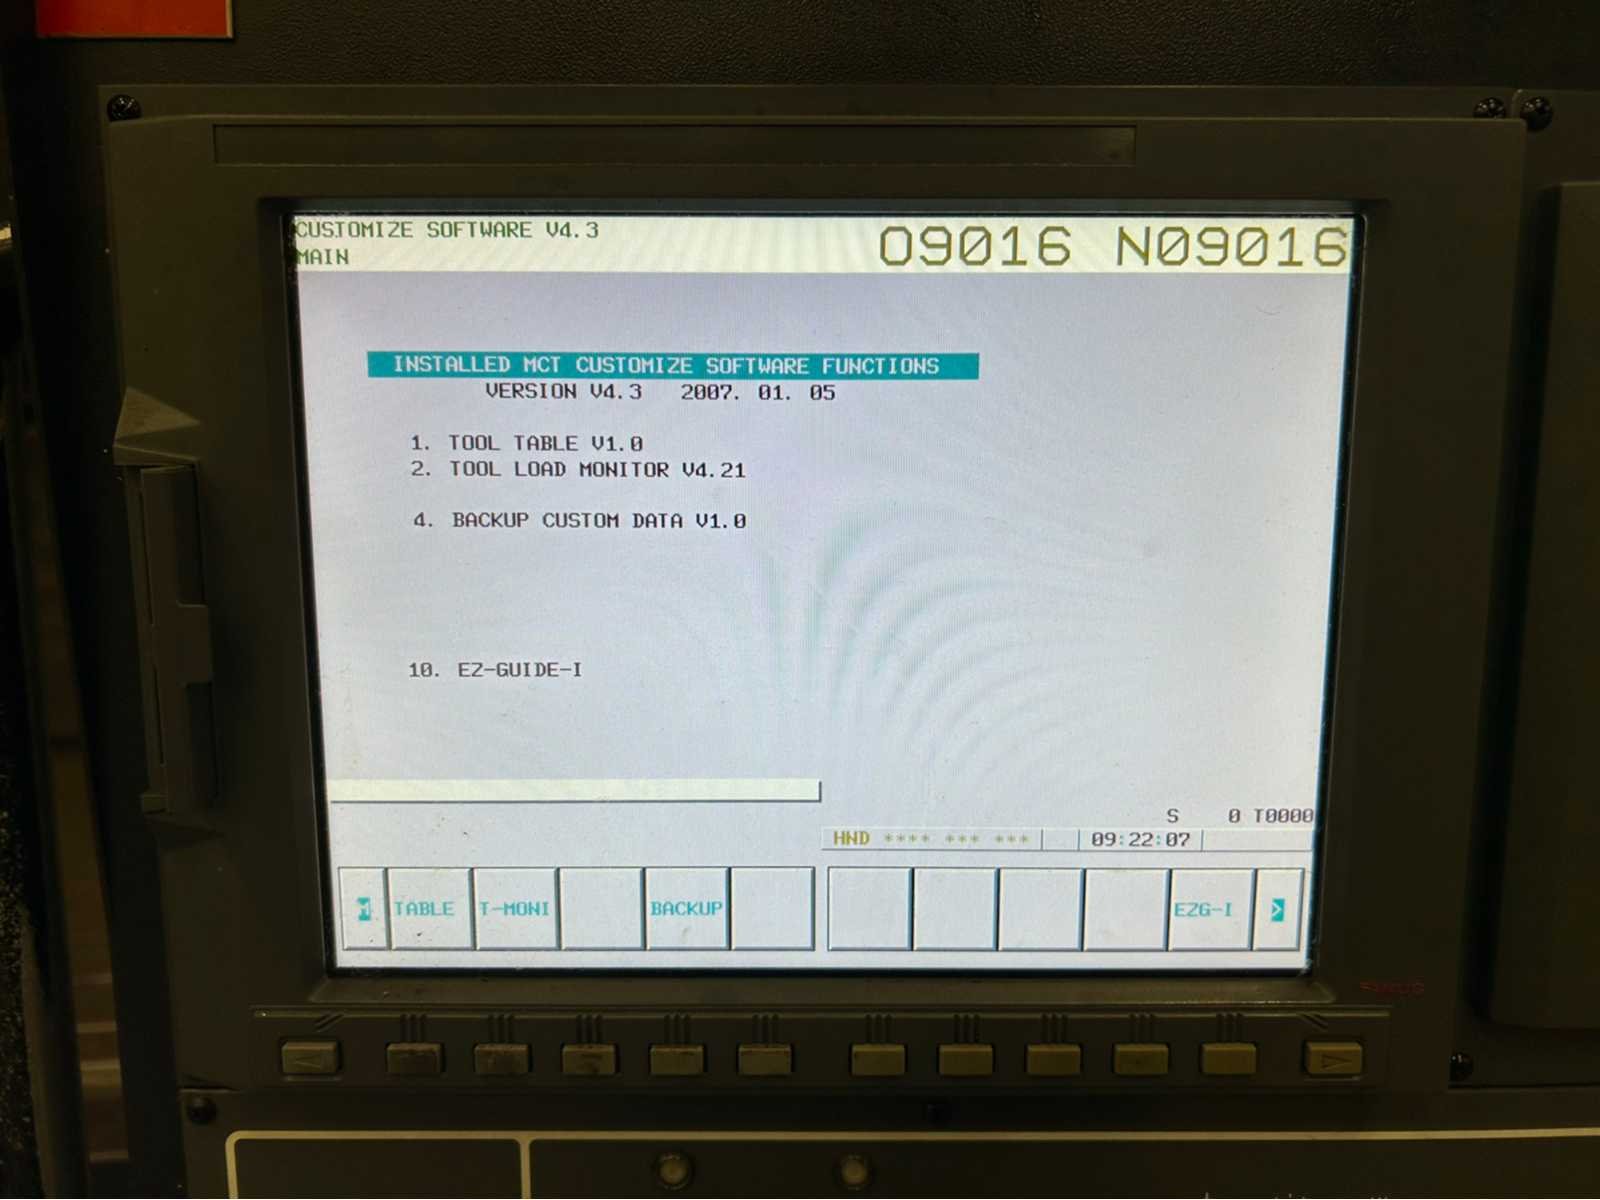 CUSTOMIZE SOFTWARE V4.3
MAIN
O9016 N09016
INSTALLED MCT CUSTOMIZE SOFTWARE FUNCTIONS
VERSION V4.3 2007. 01. 05
1. TOOL TABLE V1.0
2. TOOL LOAD MONITOR V4.21
4. BACKUP CUSTOM DATA V1.0
10. EZ-GUIDE-I
S 0 T0000
HND **** *** *** 09:22:07
TABLE T-MONI BACKUP EZG-I >
FANUC